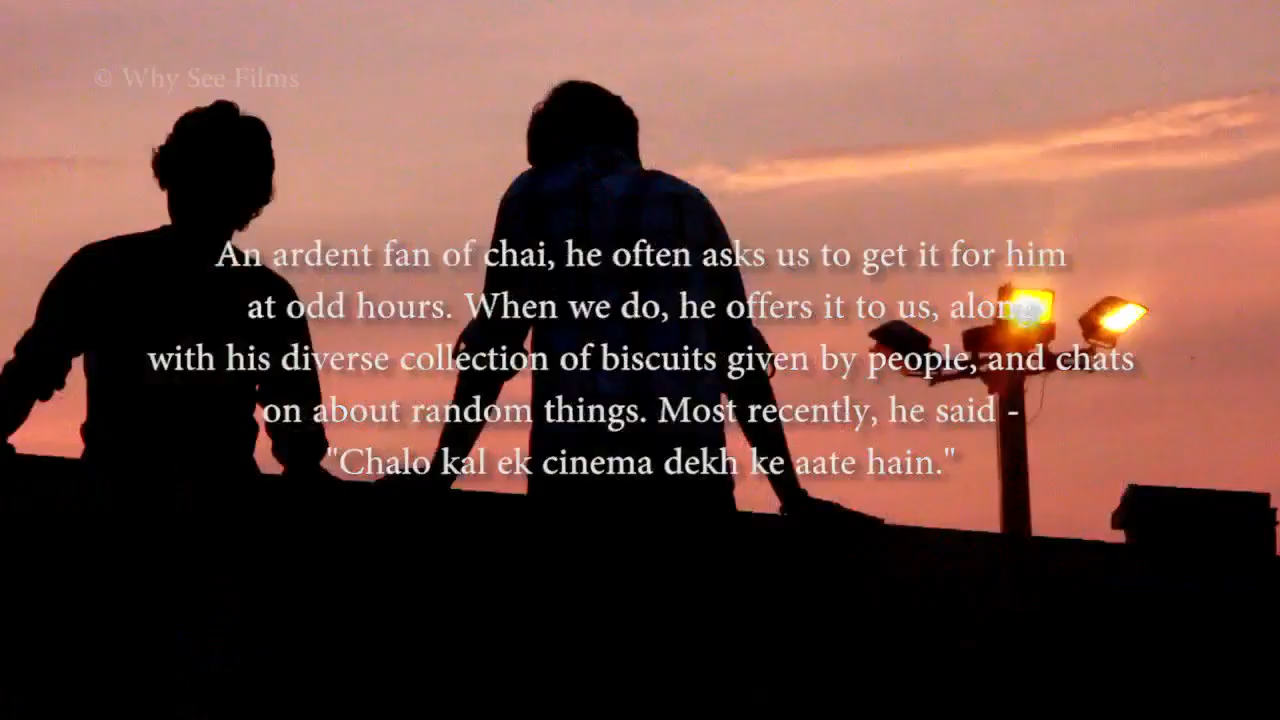 © Why See Films
An ardent fan of chai, he often asks us to get it for him
at odd hours. When we do, he offers it to us, along
with his diverse collection of biscuits given by people, and chats
on about random things. Most recently, he said -
"Chalo kal ek cinema dekh ke aate hain."